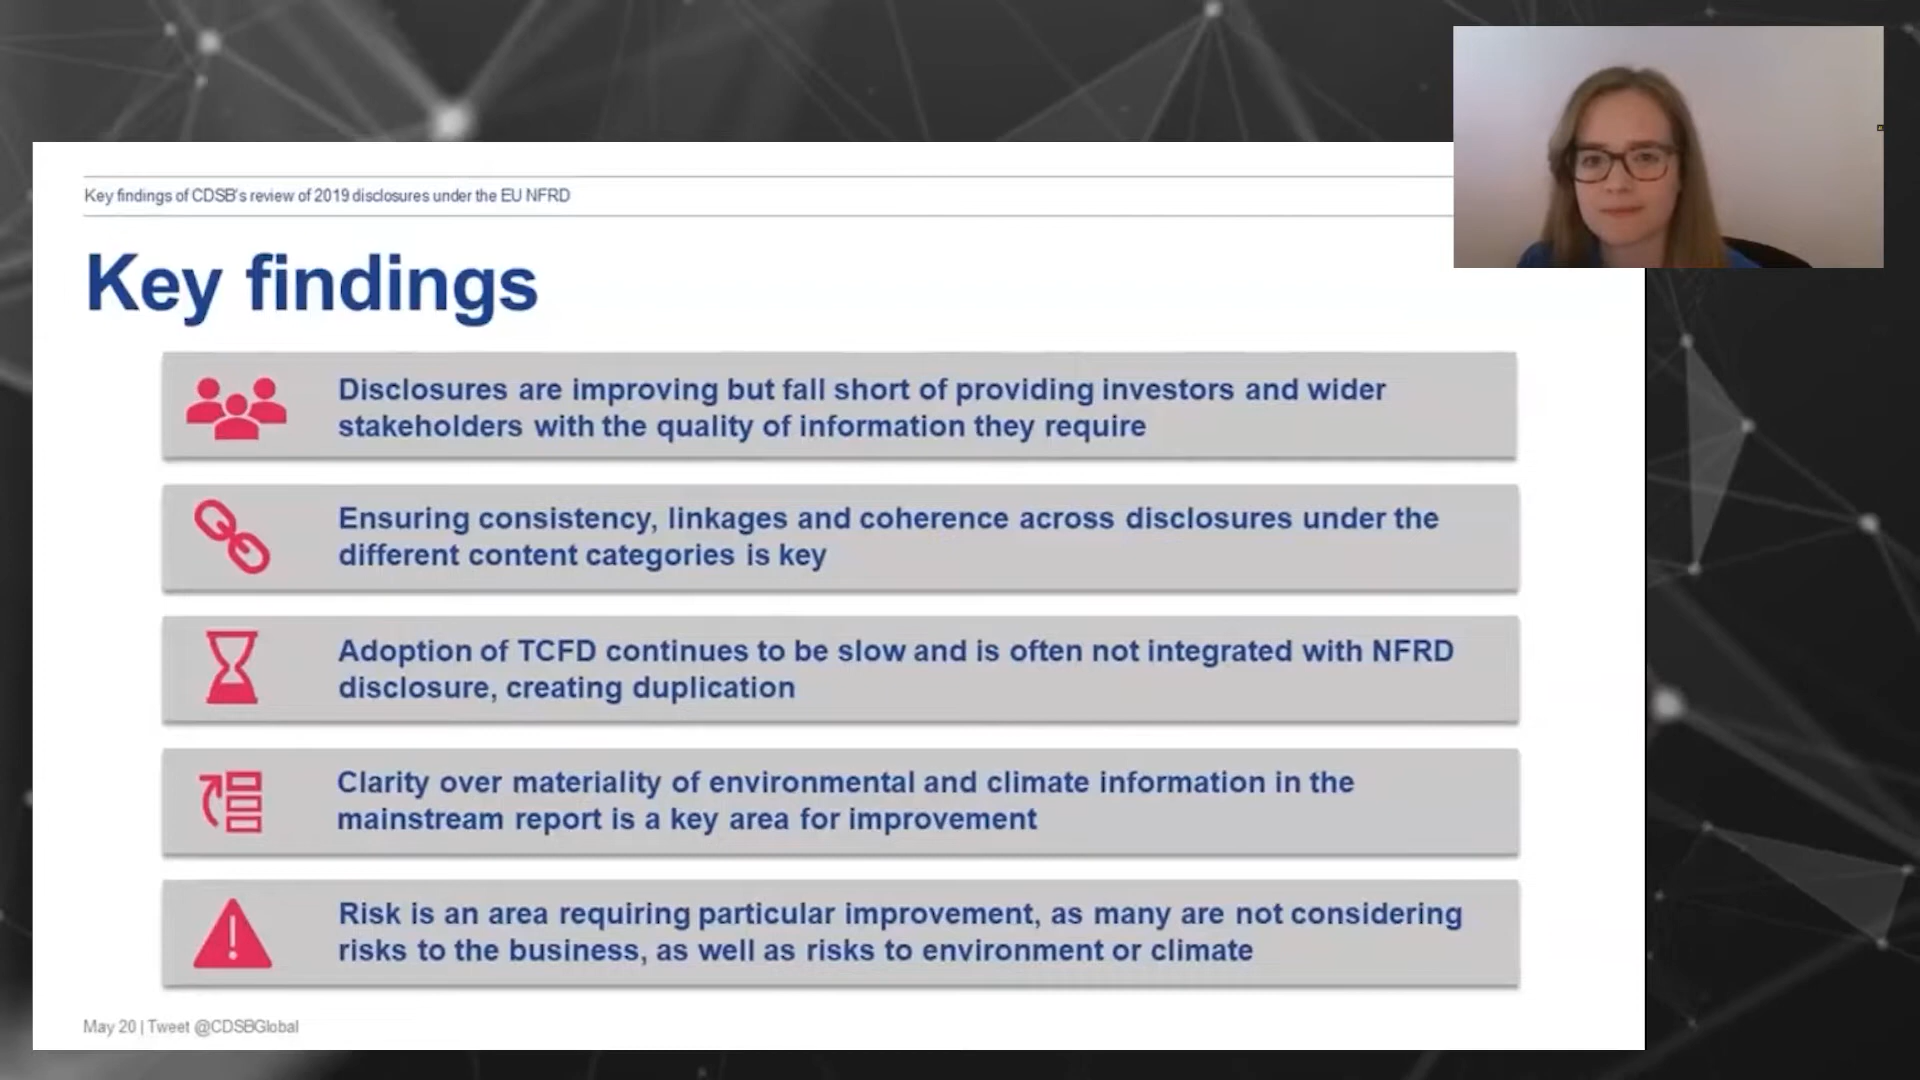 Key findings of CDSB's review of 2019 disclosures under the EU NFRD
Key findings
Disclosures are improving but fall short of providing investors and wider
stakeholders with the quality of information they require
Ensuring consistency, linkages and coherence across disclosures under the
different content categories is key
Adoption of TCFD continues to be slow and is often not integrated with NFRD
disclosure, creating duplication
Clarity over materiality of environmental and climate information in the
mainstream report is a key area for improvement
Risk is an area requiring particular improvement, as many are not considering
risks to the business, as well as risks to environment or climate
May 20 | Tweet @CDSBGlobal